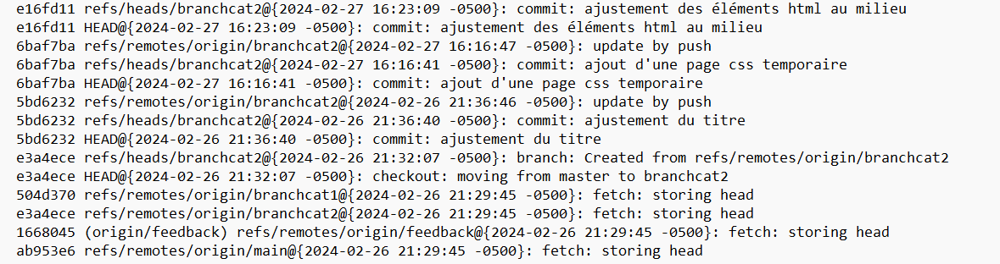 e16fd11 refs/heads/branchcat2@{2024-02-27 16:23:09 -0500}: commit: ajustement des éléments html au milieu
e16fd11 HEAD@{2024-02-27 16:23:09 -0500}: commit: ajustement des éléments html au milieu
6baf7ba refs/remotes/origin/branchcat2@{2024-02-27 16:16:47 -0500}: update by push
6baf7ba refs/heads/branchcat2@{2024-02-27 16:16:41 -0500}: commit: ajout d'une page css temporaire
6baf7ba HEAD@{2024-02-27 16:16:41 -0500}: commit: ajout d'une page css temporaire
5bd6232 refs/remotes/origin/branchcat2@{2024-02-26 21:36:46 -0500}: update by push
5bd6232 refs/heads/branchcat2@{2024-02-26 21:36:40 -0500}: commit: ajustement du titre
5bd6232 HEAD@{2024-02-26 21:36:40 -0500}: commit: ajustement du titre
e3a4ece refs/heads/branchcat2@{2024-02-26 21:32:07 -0500}: branch: Created from refs/remotes/origin/branchcat2
e3a4ece HEAD@{2024-02-26 21:32:07 -0500}: checkout: moving from master to branchcat2
504d370 refs/remotes/origin/branchcat1@{2024-02-26 21:29:45 -0500}: fetch: storing head
e3a4ece refs/remotes/origin/branchcat2@{2024-02-26 21:29:45 -0500}: fetch: storing head
1668045 (origin/feedback) refs/remotes/origin/feedback@{2024-02-26 21:29:45 -0500}: fetch: storing head
ab953e6 refs/remotes/origin/main@{2024-02-26 21:29:45 -0500}: fetch: storing head